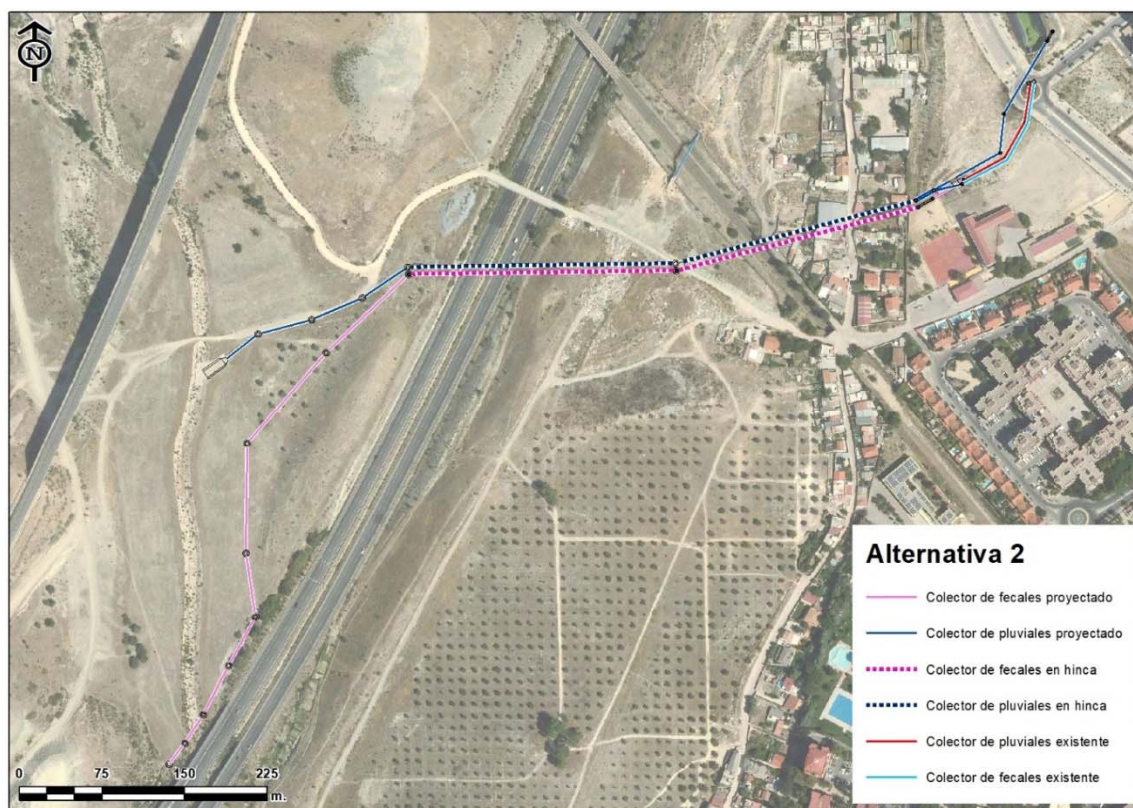 N
Alternativa 2
Colector de fecales proyectado
Colector de pluviales proyectado
Colector de fecales en hinca
Colector de pluviales en hinca
Colector de pluviales existente
Colector de fecales existente
0 75 150 225
m.